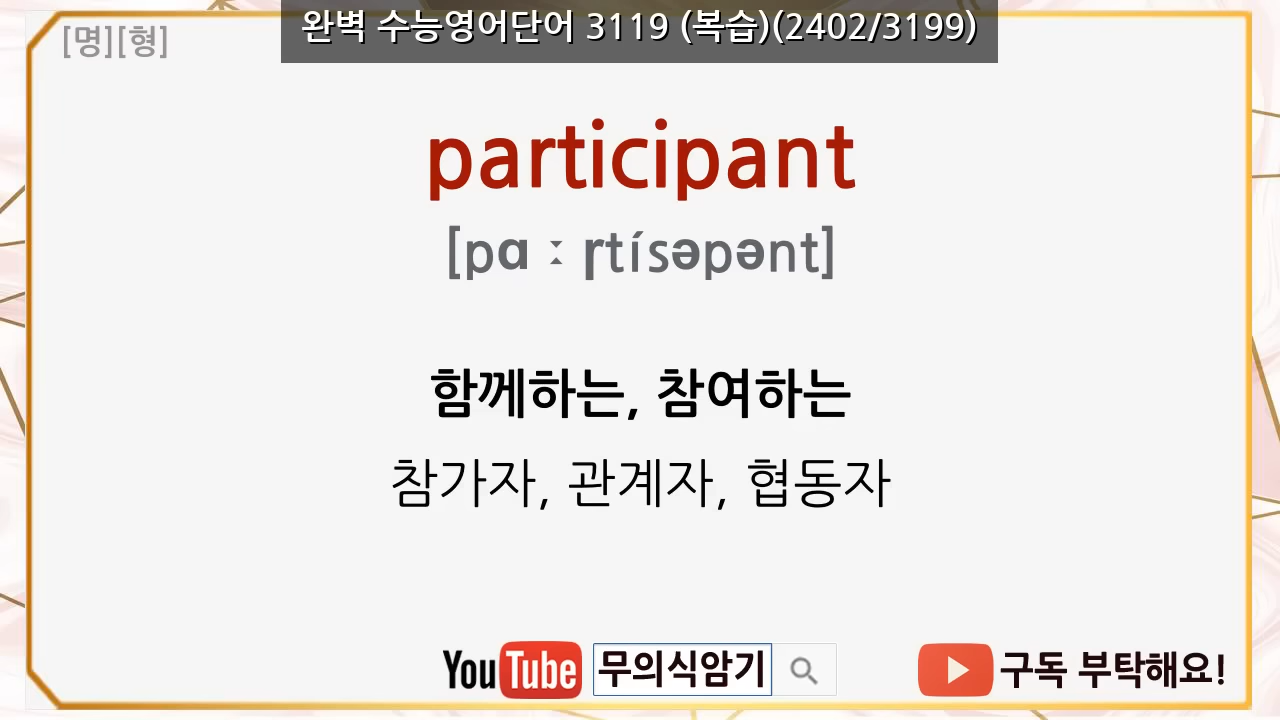 완벽 수능영어단어 3119 (복습)(2402/3199)
[명][형]
participant
[pɑːrtísəpənt]
함께하는, 참여하는
참가자, 관계자, 협동자
YouTube 무의식암기 구독 부탁해요!